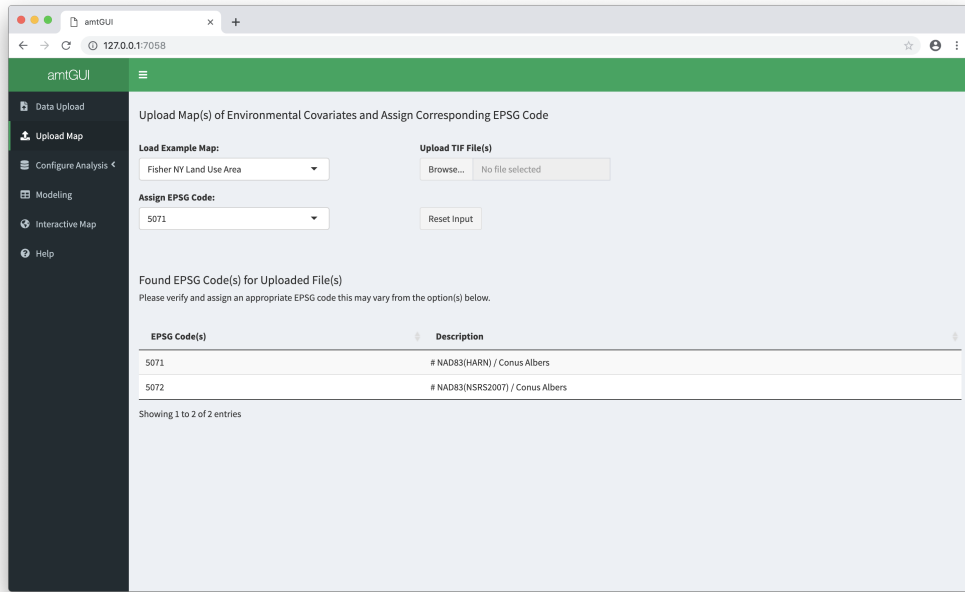 amtGUI
127.0.0.1:7058
amtGUI
Data Upload
Upload Map
Configure Analysis
Modeling
Interactive Map
Help
Upload Map(s) of Environmental Covariates and Assign Corresponding EPSG Code
Load Example Map:
Upload TIF File(s)
Fisher NY Land Use Area
Browse... No file selected
Assign EPSG Code:
5071
Reset Input
Found EPSG Code(s) for Uploaded File(s)
Please verify and assign an appropriate EPSG code this may vary from the option(s) below.
EPSG Code(s) Description
5071 # NAD83(HARN) / Conus Albers
5072 # NAD83(NSRS2007) / Conus Albers
Showing 1 to 2 of 2 entries